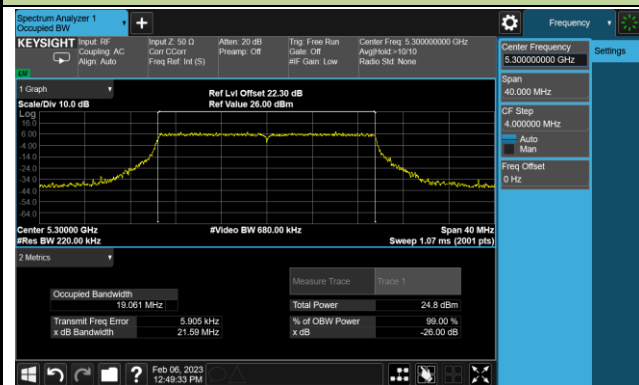 Spectrum Analyzer 1
Occupied BW
+
Frequency
KEYSIGHT
Input: RF
Coupling: AC
Align: Auto
Input Z: 50 Ω
Corr CCorr
Freq Ref: Int (S)
Atten: 20 dB
Preamp: Off
Trig: Free Run
Gate: Off
#IF Gain: Low
Center Freq: 5.300000000 GHz
Avg|Hold:>10/10
Radio Std: None
LU
Center Frequency
5.300000000 GHz
Settings
Span
40.000 MHz
CF Step
4.000000 MHz
Auto
Man
Freq Offset
0 Hz
1 Graph
Scale/Div 10.0 dB
Ref Lvl Offset 22.30 dB
Ref Value 26.00 dBm
Log
16.0
6.00
-4.00
-14.0
-24.0
-34.0
-44.0
-54.0
-64.0
Center 5.30000 GHz
#Res BW 220.00 kHz
#Video BW 680.00 kHz
Span 40 MHz
Sweep 1.07 ms (2001 pts)
2 Metrics
Measure Trace
Trace 1
Occupied Bandwidth
19.061 MHz
Total Power
24.8 dBm
Transmit Freq Error
5.905 kHz
% of OBW Power
99.00 %
x dB Bandwidth
21.59 MHz
x dB
-26.00 dB
?
Feb 06, 2023
12:49:33 PM